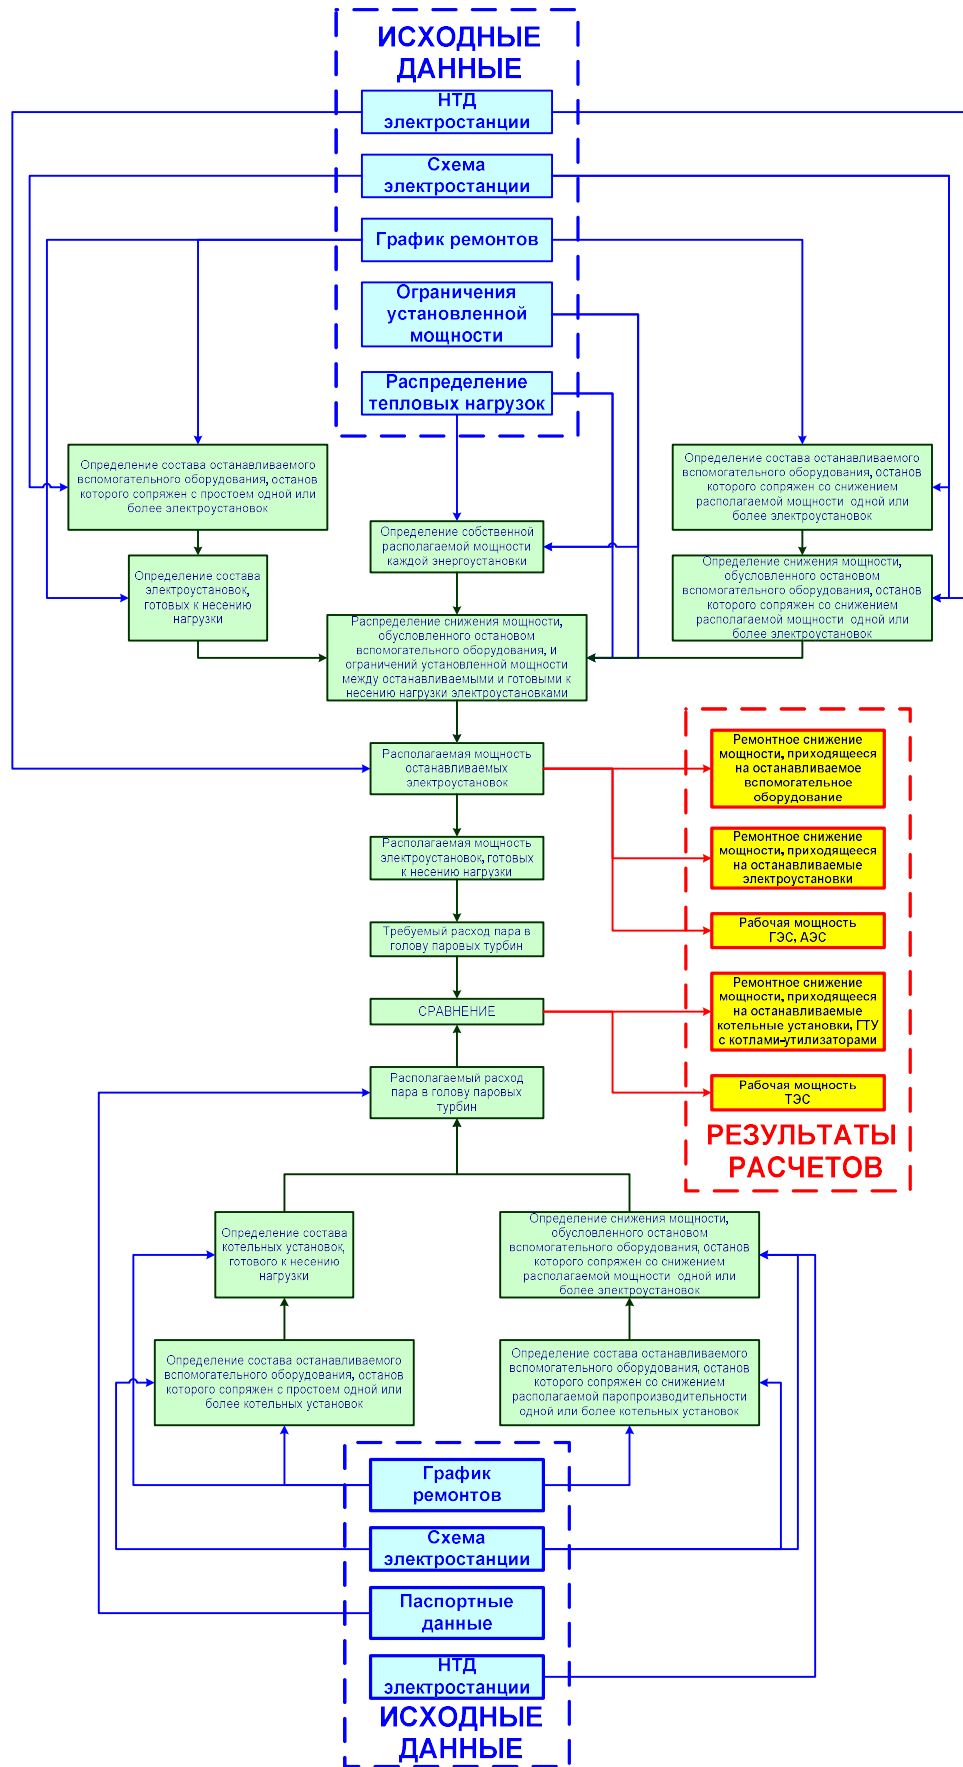 ИСХОДНЫЕ
ДАННЫЕ
НТД
электростанции
Схема
электростанции
График ремонтов
Ограничения
установленной
мощности
Распределение
тепловых нагрузок
Определение состава останавливаемого
вспомогательного оборудования, останов
которого сопряжен с простоем одной или
более электроустановок
Определение состава останавливаемого
вспомогательного оборудования, останов
которого сопряжен со снижением
располагаемой мощности одной или
более электроустановок
Определение собственной
располагаемой мощности
каждой энергоустановки
Определение состава
электроустановок,
готовых к несению
нагрузки
Определение снижения мощности,
обусловленного остановом
вспомогательного оборудования, останов
которого сопряжен со снижением
располагаемой мощности одной или
более электроустановок
Распределение снижения мощности,
обусловленного остановом
вспомогательного оборудования, и
ограничений установленной мощности
между останавливаемыми и готовыми к
несению нагрузки электроустановками
Располагаемая мощность
останавливаемых
электроустановок
Ремонтное снижение
мощности, приходящееся
на останавливаемое
вспомогательное
оборудование
Располагаемая мощность
электроустановок, готовых
к несению нагрузки
Ремонтное снижение
мощности, приходящееся
на останавливаемые
электроустановки
Требуемый расход пара в
голову паровых турбин
Рабочая мощность
ГЭС, АЭС
СРАВНЕНИЕ
Ремонтное снижение
мощности, приходящееся
на останавливаемые
котельные установки, ГТУ
с котлами-утилизаторами
Располагаемый расход
пара в голову паровых
турбин
Рабочая мощность
ТЭС
РЕЗУЛЬТАТЫ
РАСЧЕТОВ
Определение состава
котельных установок,
готового к несению
нагрузки
Определение снижения мощности,
обусловленного остановом
вспомогательного оборудования, останов
которого сопряжен со снижением
располагаемой мощности одной или
более электроустановок
Определение состава останавливаемого
вспомогательного оборудования, останов
которого сопряжен с простоем одной или
более котельных установок
Определение состава останавливаемого
вспомогательного оборудования, останов
которого сопряжен со снижением
располагаемой паропроизводительности
одной или более котельных установок
График
ремонтов
Схема
электростанции
Паспортные
данные
НТД
электростанции
ИСХОДНЫЕ
ДАННЫЕ